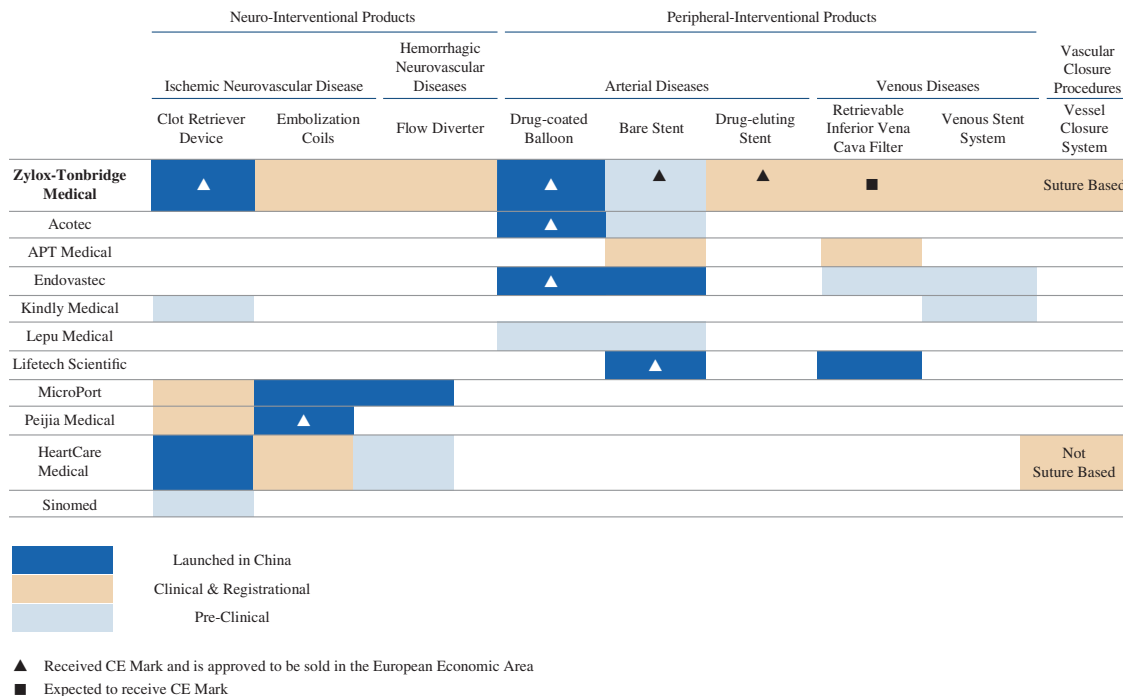 Neuro-Interventional Products
Peripheral-Interventional Products
Ischemic Neurovascular Disease
Hemorrhagic
Neurovascular
Diseases
Arterial Diseases
Venous Diseases
Vascular
Closure
Procedures
Clot Retriever
Device
Embolization
Coils
Flow Diverter
Drug-coated
Balloon
Bare Stent
Drug-eluting
Stent
Retrievable
Inferior Vena
Cava Filter
Venous Stent
System
Vessel
Closure
System
Zylox-Tonbridge
Medical
▲
▲
▲
▲
■
Suture Based
Acotec
▲
APT Medical
Endovastec
▲
Kindly Medical
Lepu Medical
Lifetech Scientific
▲
MicroPort
Peijia Medical
▲
HeartCare
Medical
Not
Suture Based
Sinomed
Launched in China
Clinical & Registrational
Pre-Clinical
▲ Received CE Mark and is approved to be sold in the European Economic Area
■ Expected to receive CE Mark